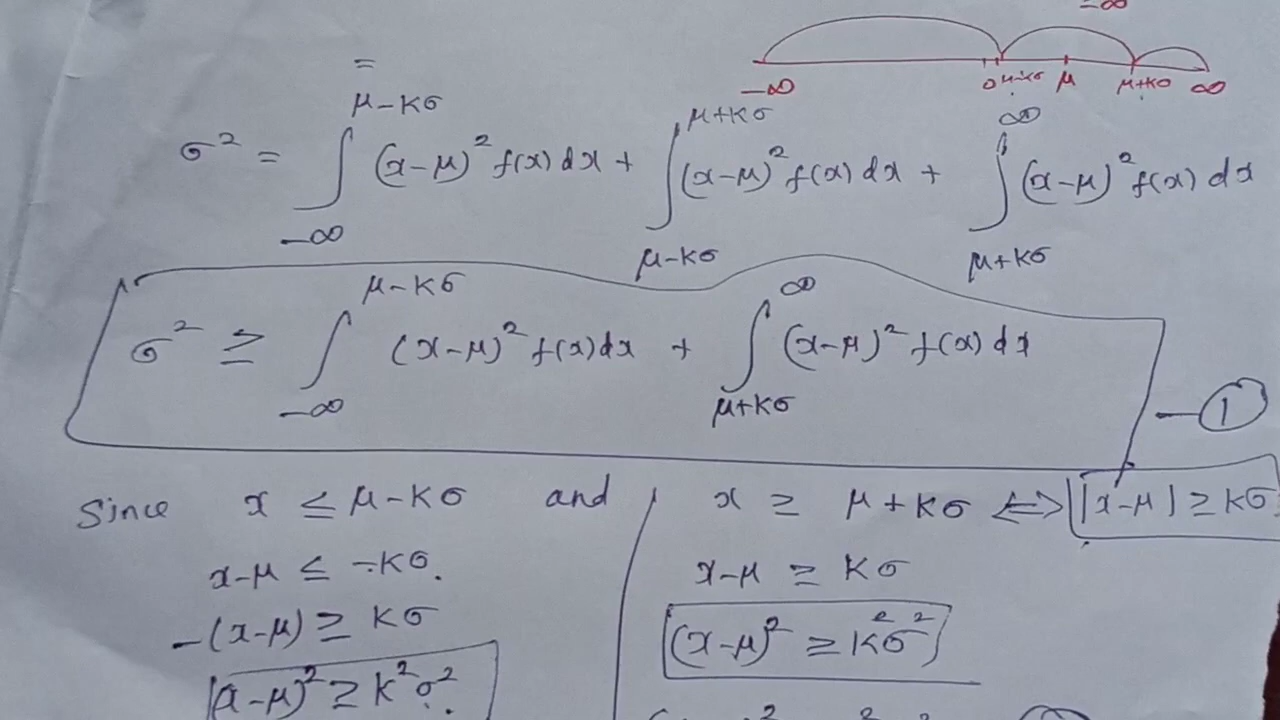 -∞
=
-∞ 0 μ-kσ μ μ+kσ ∞
σ² = ∫_{-∞}^{μ-kσ} (x-μ)² f(x) dx + ∫_{μ-kσ}^{μ+kσ} (x-μ)² f(x) dx + ∫_{μ+kσ}^{∞} (x-μ)² f(x) dx
σ² ≥ ∫_{-∞}^{μ-kσ} (x-μ)² f(x) dx + ∫_{μ+kσ}^{∞} (x-μ)² f(x) dx — ①
Since x ≤ μ-kσ and x ≥ μ+kσ ⟺ |x-μ| ≥ kσ
x-μ ≤ -kσ.
x-μ ≥ kσ
-(x-μ) ≥ kσ
(x-μ)² ≥ k²σ²
(x-μ)² ≥ k²σ²